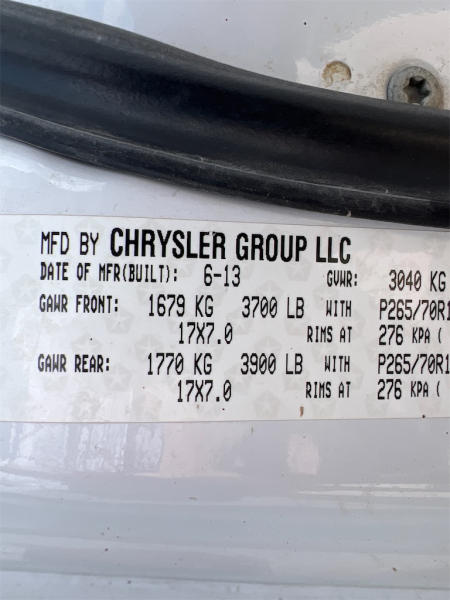 MFD BY CHRYSLER GROUP LLC
DATE OF MFR(BUILT): 6-13 GVWR: 3040 KG
GAWR FRONT: 1679 KG 3700 LB WITH P265/70R1
17X7.0 RIMS AT 276 KPA (
GAWR REAR: 1770 KG 3900 LB WITH P265/70R1
17X7.0 RIMS AT 276 KPA (